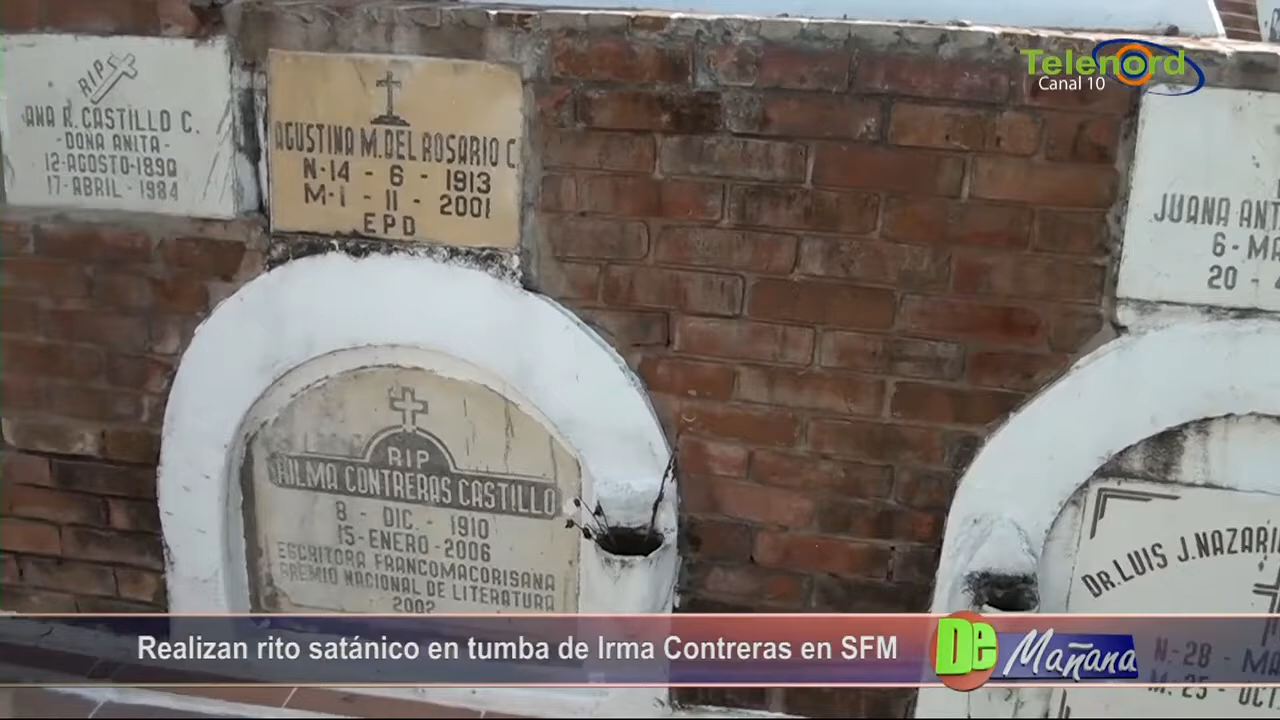 RIP
ANA R. CASTILLO C.
- DOÑA ANITA -
12-AGOSTO-1890
17-ABRIL-1984
AGUSTINA M. DEL ROSARIO C.
N-14-6-1913
M-1-11-2001
EPD
Telenord
Canal 10
JUANA ANT
6-MA
20-
RIP
HILMA CONTRERAS CASTILLO
8-DIC.-1910
15-ENERO-2006
ESCRITORA FRANCOMACORISANA
PREMIO NACIONAL DE LITERATURA
2002
DR. LUIS J. NAZARI
N-28-MA
M-25-OCT
Realizan rito satánico en tumba de Irma Contreras en SFM
De Mañana